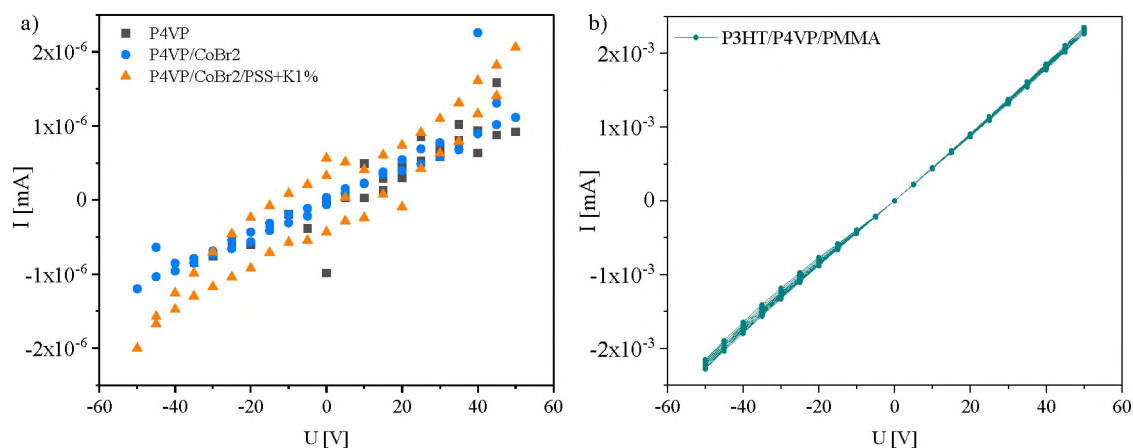 a)
P4VP
P4VP/CoBr2
P4VP/CoBr2/PSS+K1%
2x10⁻⁶
1x10⁻⁶
0
-1x10⁻⁶
-2x10⁻⁶
I [mA]
-60 -40 -20 0 20 40 60
U [V]
b)
P3HT/P4VP/PMMA
2x10⁻³
1x10⁻³
0
-1x10⁻³
-2x10⁻³
I [mA]
-60 -40 -20 0 20 40 60
U [V]